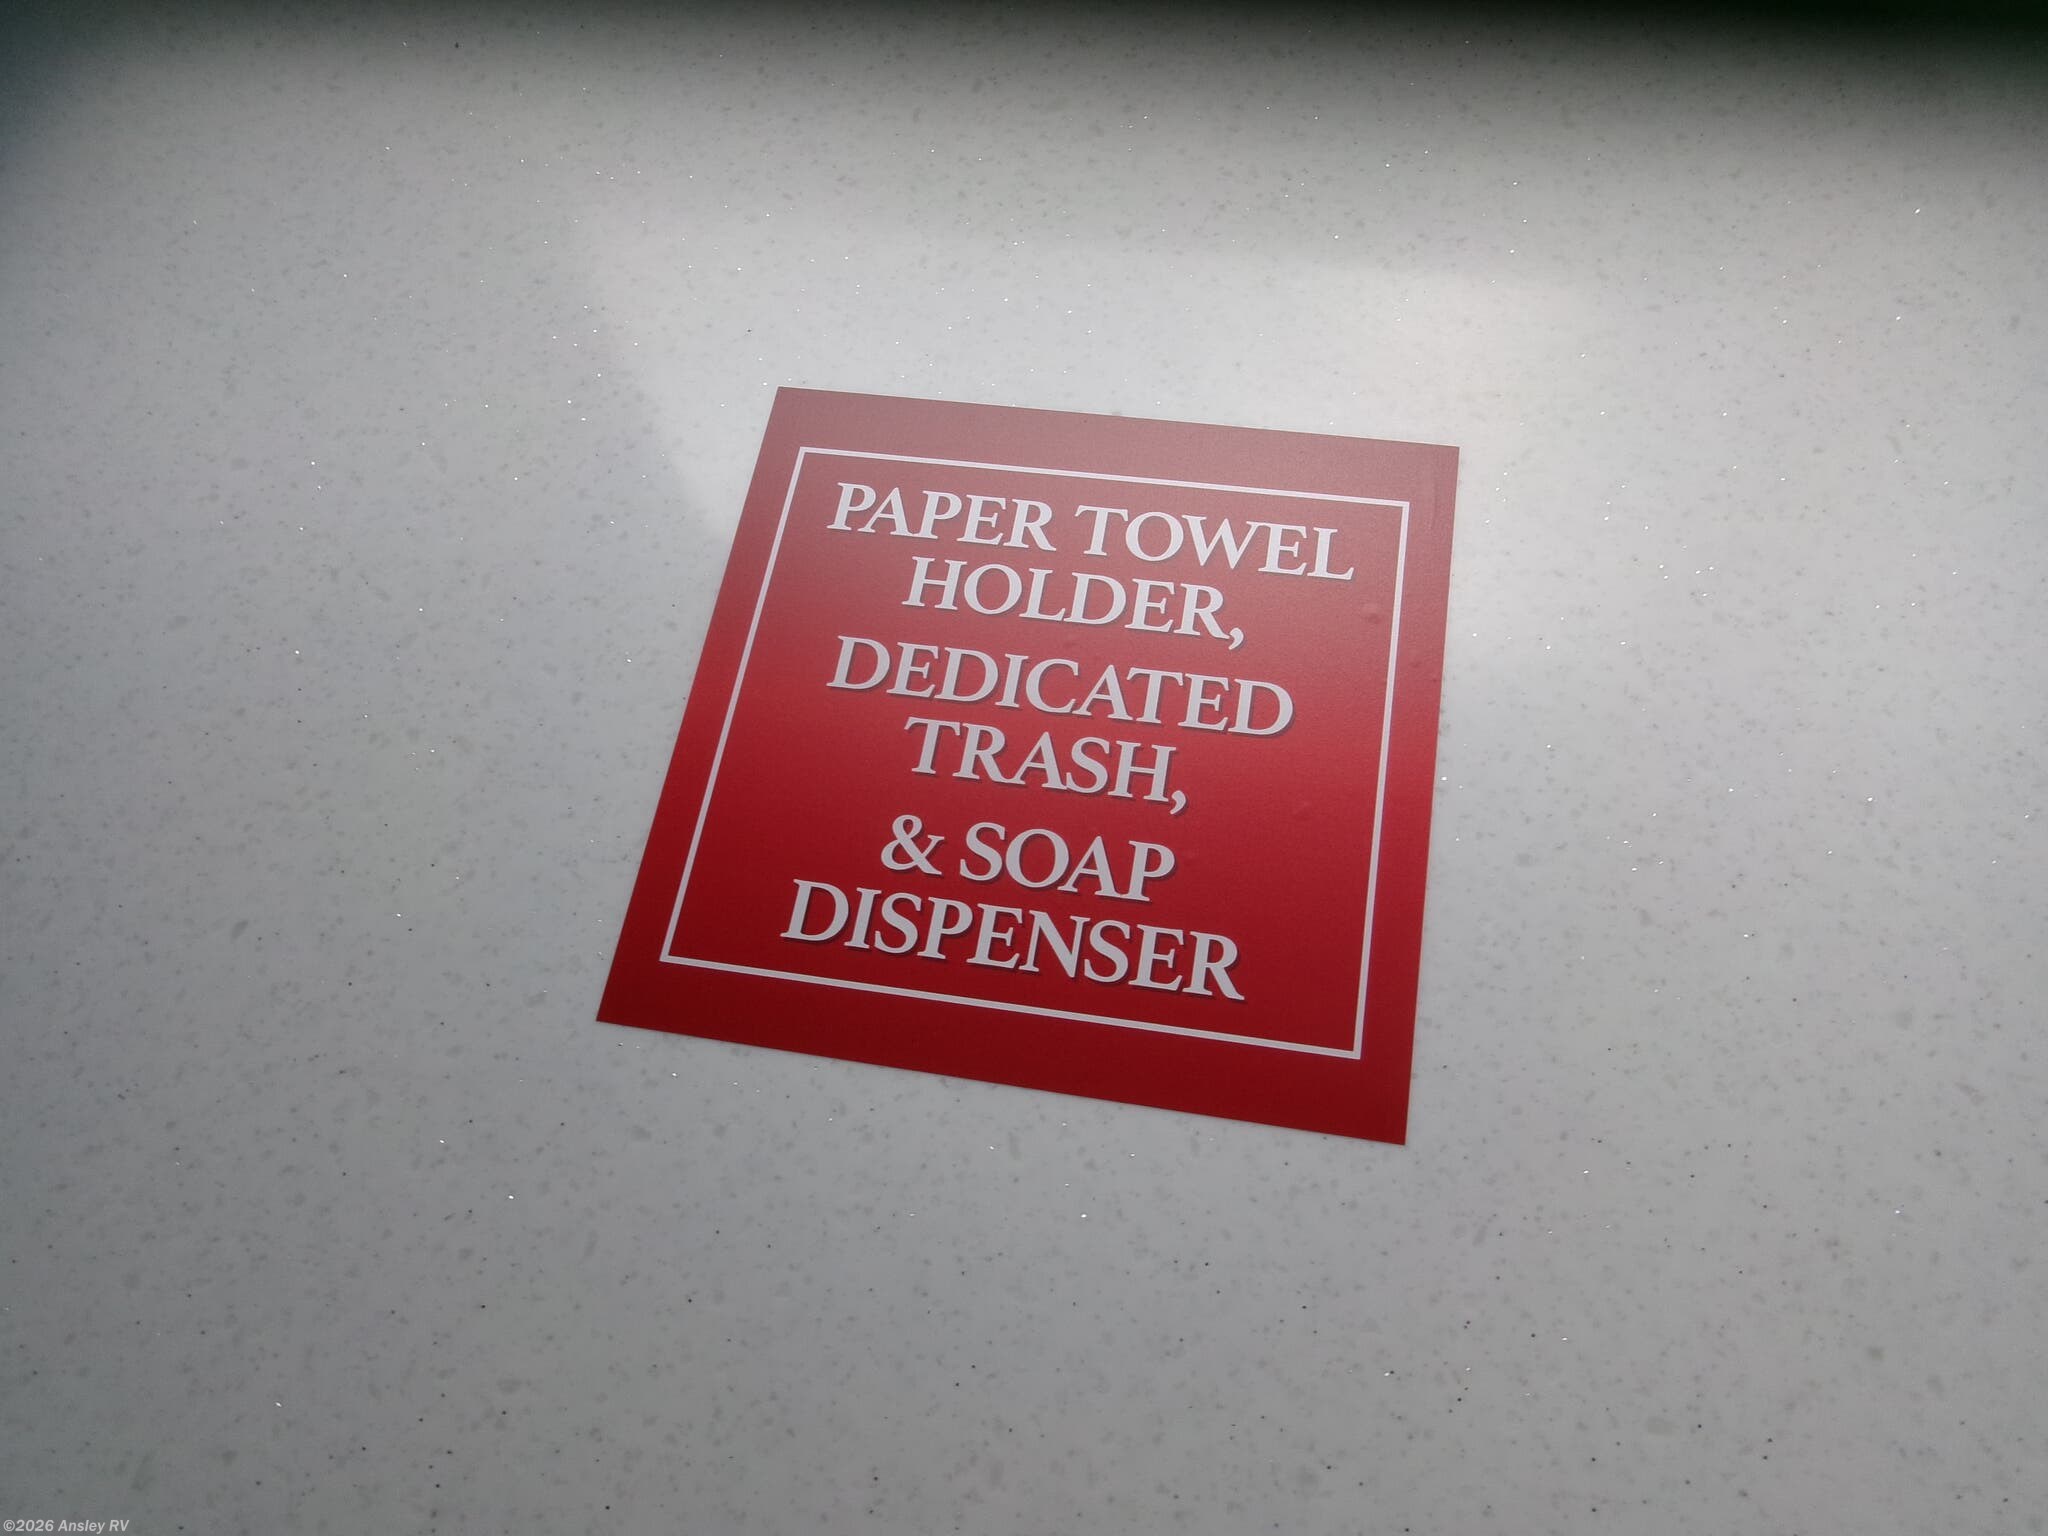 PAPER TOWEL
HOLDER,
DEDICATED
TRASH,
& SOAP
DISPENSER
©2026 Ansley RV